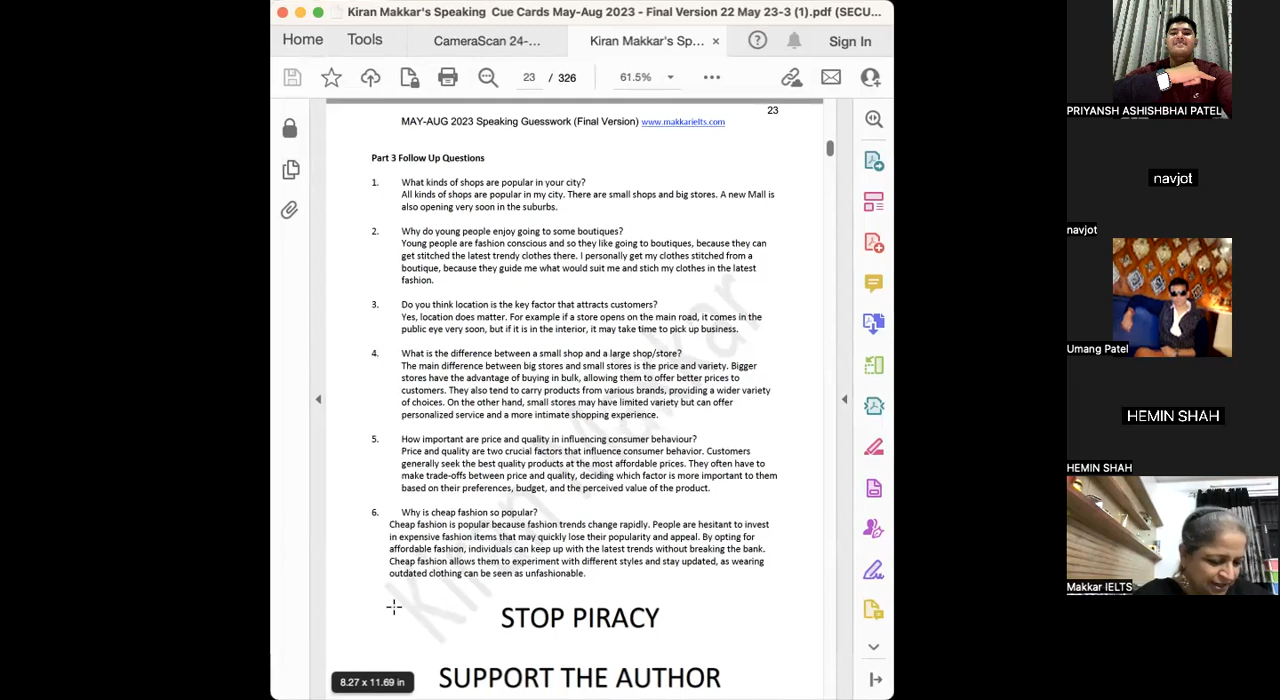 Kiran Makkar's Speaking Cue Cards May-Aug 2023 - Final Version 22 May 23-3 (1).pdf (SECU...
Home Tools CameraScan 24-... Kiran Makkar's Sp... × Sign In
23 / 326 61.5%
23
MAY-AUG 2023 Speaking Guesswork (Final Version) www.makkarielts.com
Part 3 Follow Up Questions
1. What kinds of shops are popular in your city?
All kinds of shops are popular in my city. There are small shops and big stores. A new Mall is
also opening very soon in the suburbs.
2. Why do young people enjoy going to some boutiques?
Young people are fashion conscious and so they like going to boutiques, because they can
get stitched the latest trendy clothes there. I personally get my clothes stitched from a
boutique, because they guide me what would suit me and stich my clothes in the latest
fashion.
3. Do you think location is the key factor that attracts customers?
Yes, location does matter. For example if a store opens on the main road, it comes in the
public eye very soon, but if it is in the interior, it may take time to pick up business.
4. What is the difference between a small shop and a large shop/store?
The main difference between big stores and small stores is the price and variety. Bigger
stores have the advantage of buying in bulk, allowing them to offer better prices to
customers. They also tend to carry products from various brands, providing a wider variety
of choices. On the other hand, small stores may have limited variety but can offer
personalized service and a more intimate shopping experience.
5. How important are price and quality in influencing consumer behaviour?
Price and quality are two crucial factors that influence consumer behavior. Customers
generally seek the best quality products at the most affordable prices. They often have to
make trade-offs between price and quality, deciding which factor is more important to them
based on their preferences, budget, and the perceived value of the product.
6. Why is cheap fashion so popular?
Cheap fashion is popular because fashion trends change rapidly. People are hesitant to invest
in expensive fashion items that may quickly lose their popularity and appeal. By opting for
affordable fashion, individuals can keep up with the latest trends without breaking the bank.
Cheap fashion allows them to experiment with different styles and stay updated, as wearing
outdated clothing can be seen as unfashionable.
Kiran Makkar
STOP PIRACY
SUPPORT THE AUTHOR
8.27 x 11.69 in
PRIYANSH ASHISHBHAI PATEL
navjot
navjot
Umang Patel
HEMIN SHAH
HEMIN SHAH
Makkar IELTS